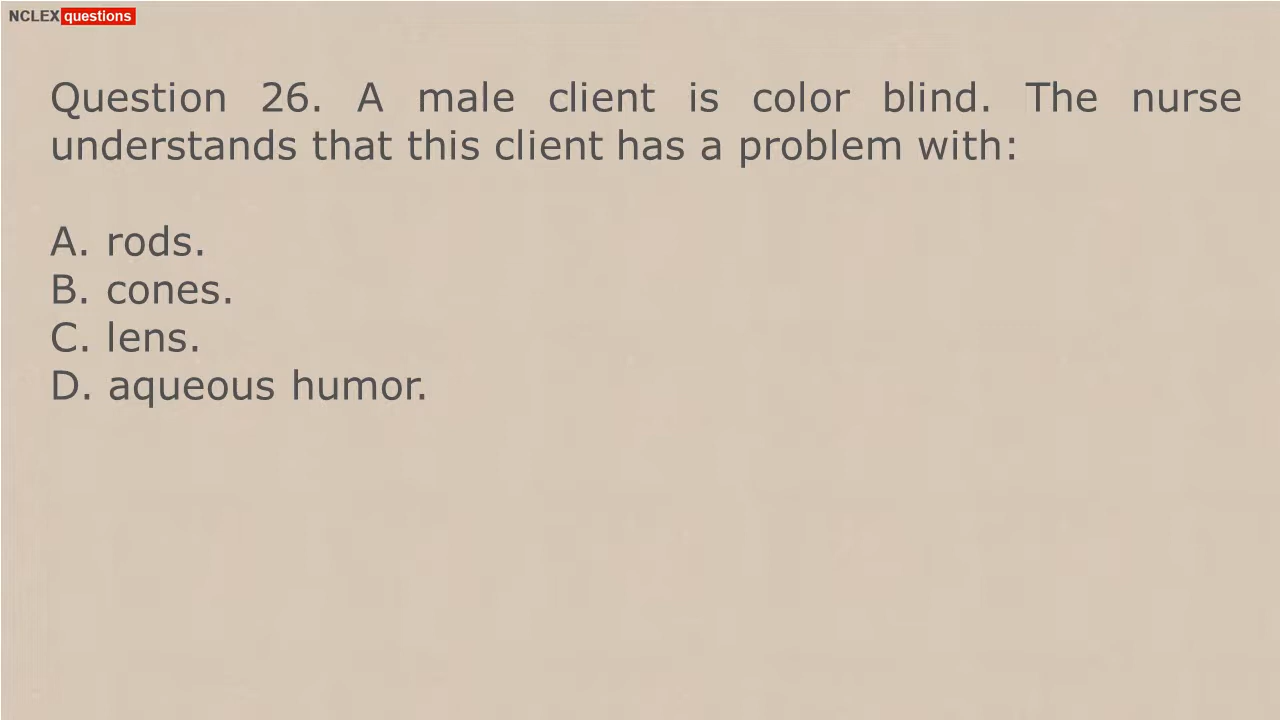 NCLEX questions
Question 26. A male client is color blind. The nurse
understands that this client has a problem with:
A. rods.
B. cones.
C. lens.
D. aqueous humor.